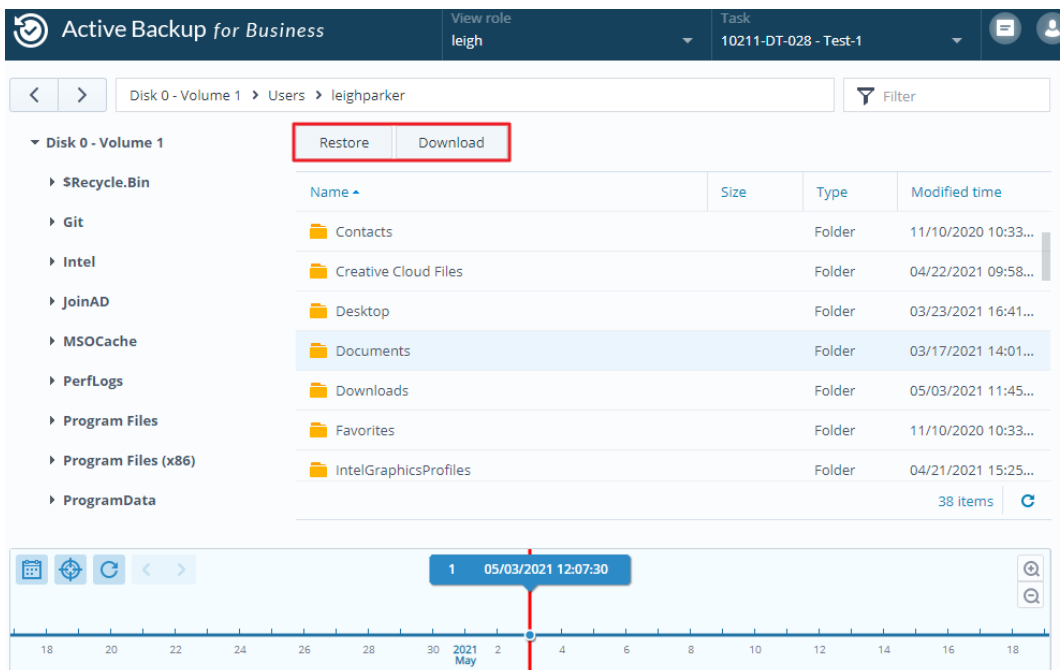 View role
Task
Active Backup for Business
leigh
10211-DT-028 - Test-1
Disk 0 - Volume 1 > Users > leighparker
Filter
Disk 0 - Volume 1
$Recycle.Bin
Git
Intel
JoinAD
MSOCache
PerfLogs
Program Files
Program Files (x86)
ProgramData
Restore
Download
Name Size Type Modified time
Contacts Folder 11/10/2020 10:33...
Creative Cloud Files Folder 04/22/2021 09:58...
Desktop Folder 03/23/2021 16:41...
Documents Folder 03/17/2021 14:01...
Downloads Folder 05/03/2021 11:45...
Favorites Folder 11/10/2020 10:33...
IntelGraphicsProfiles Folder 04/21/2021 15:25...
38 items
1 05/03/2021 12:07:30
18 20 22 24 26 28 30 2021 2 4 6 8 10 12 14 16 18
May